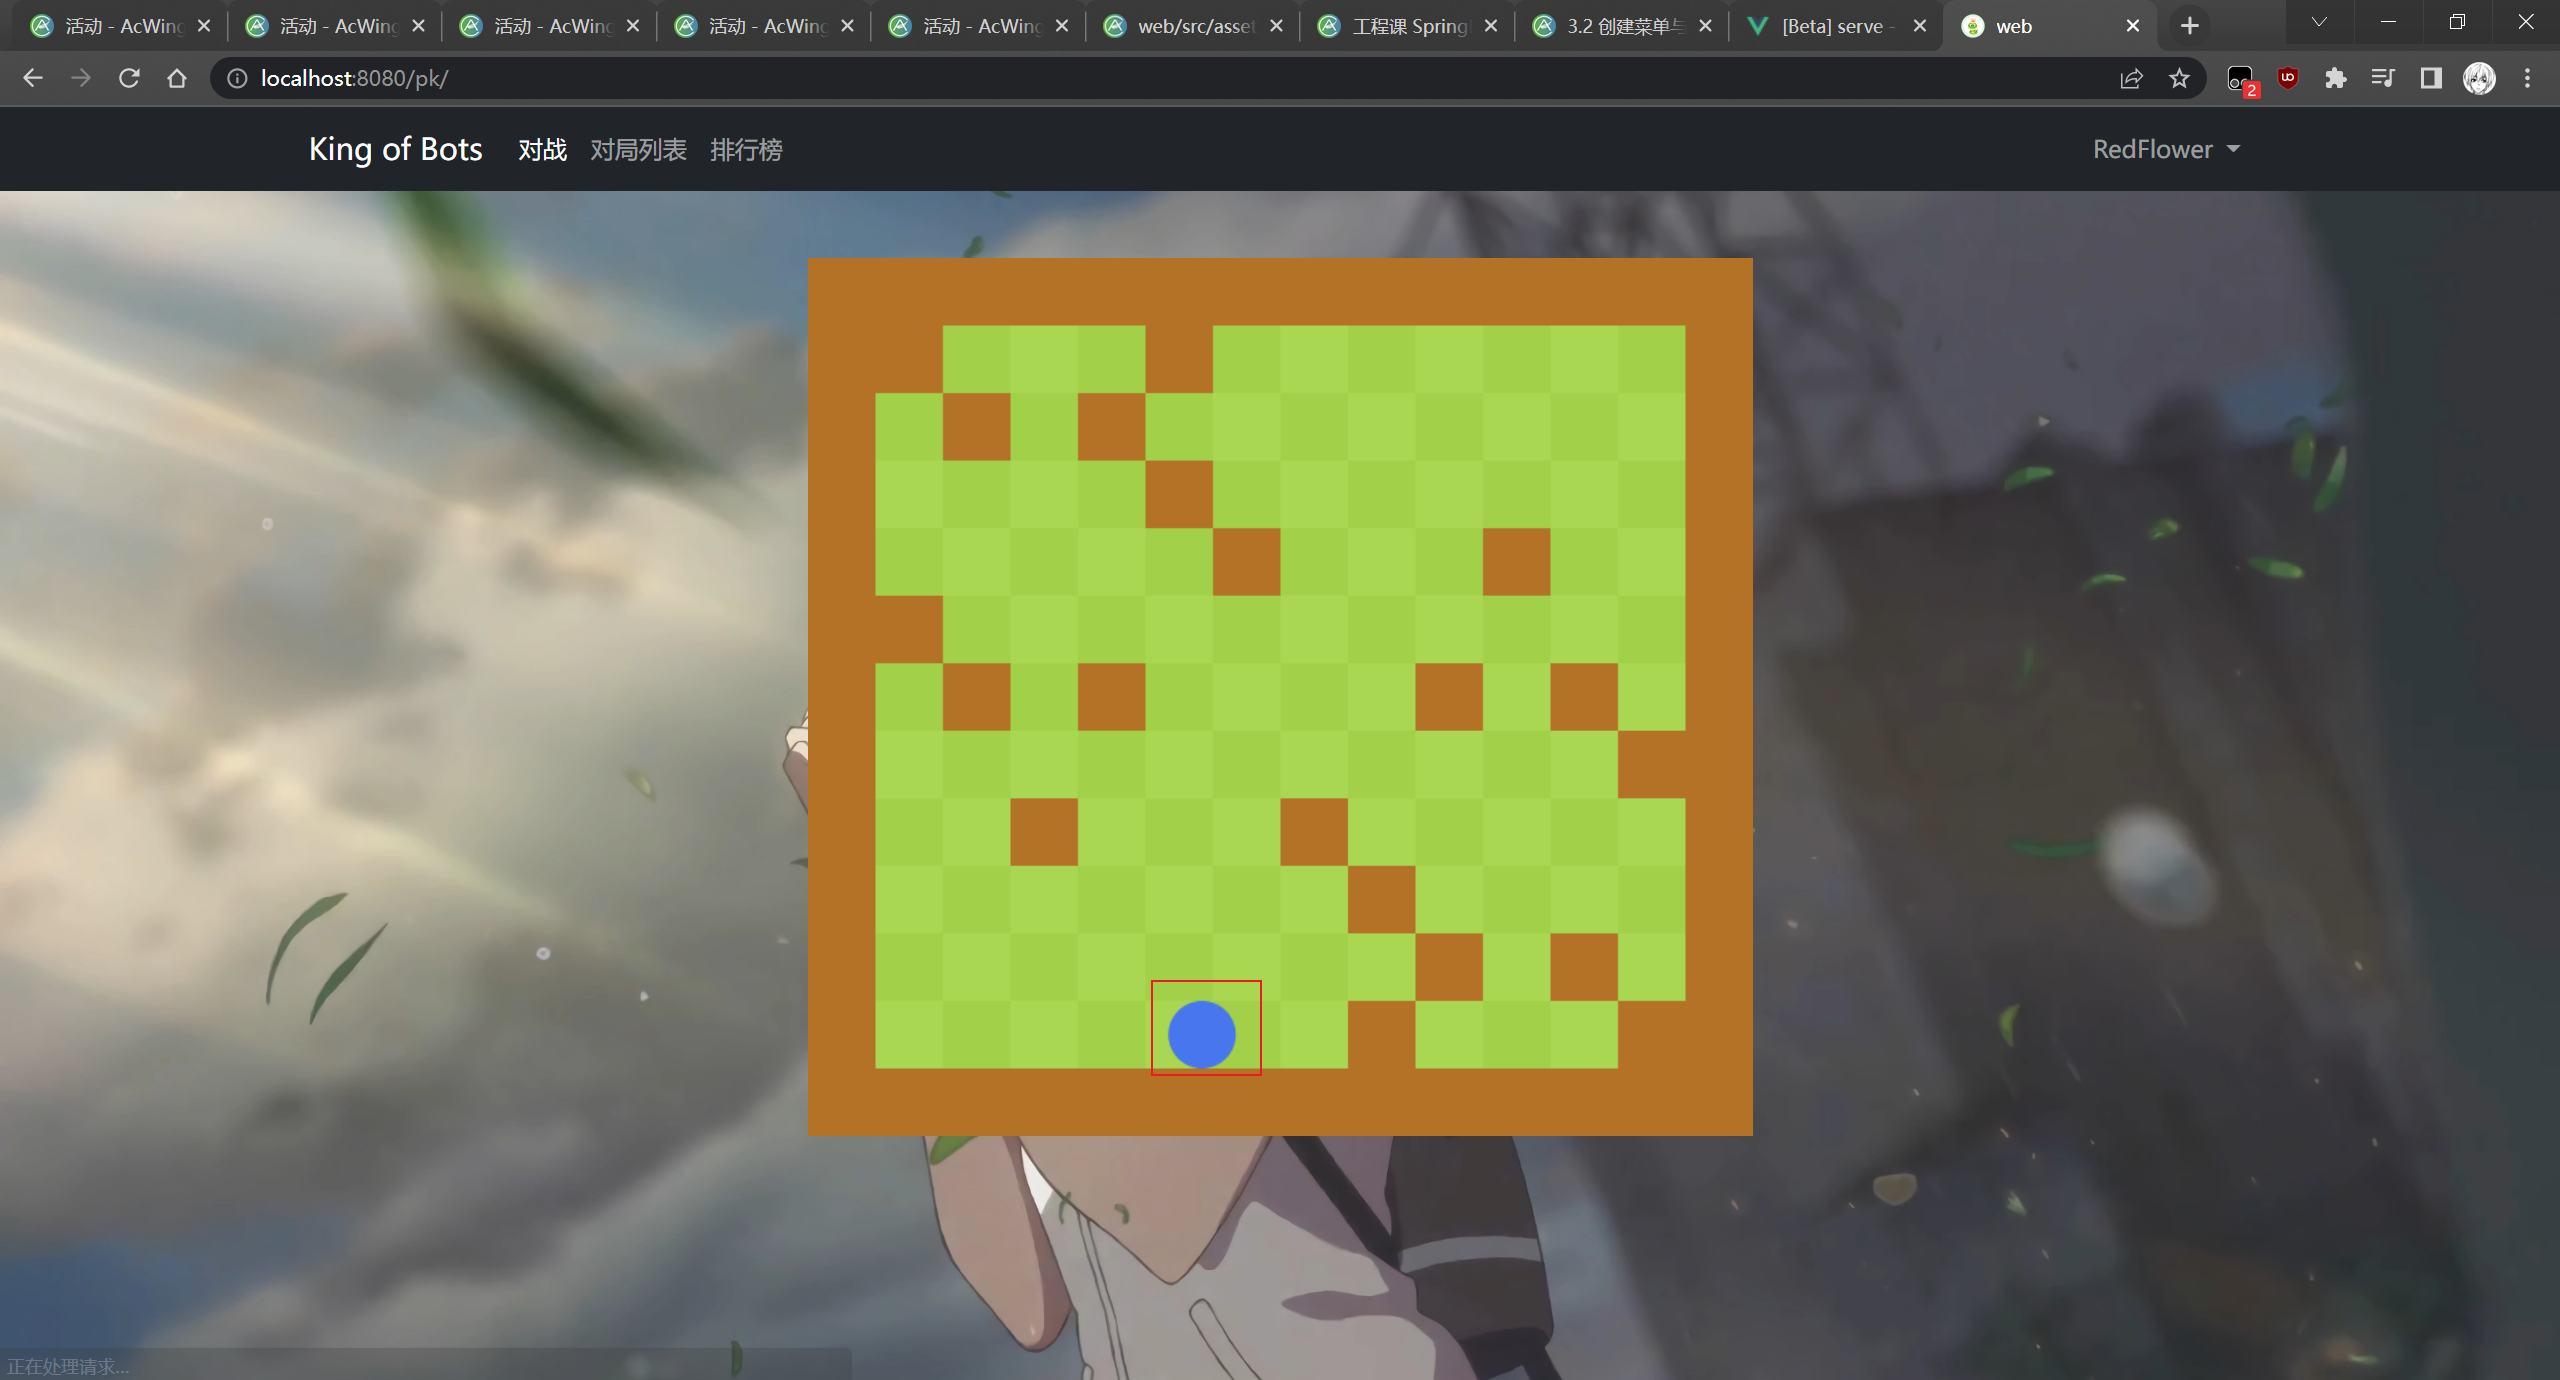 活动 - AcWing
活动 - AcWing
活动 - AcWing
活动 - AcWing
活动 - AcWing
web/src/asset
工程课 Spring
3.2 创建菜单与
[Beta] serve -
web
localhost:8080/pk/
2
King of Bots
对战
对局列表
排行榜
RedFlower
正在处理请求...